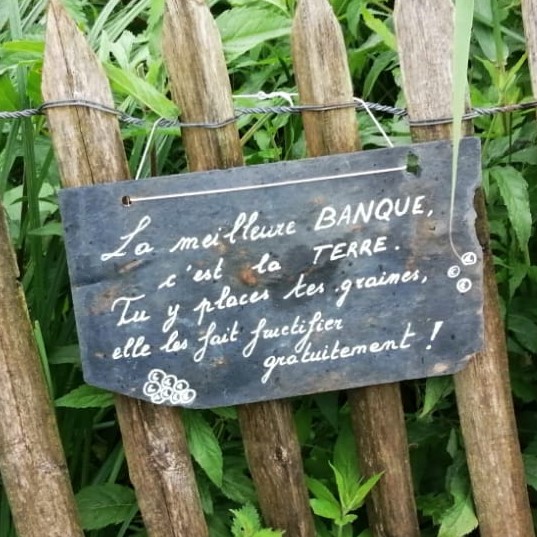 La meilleure BANQUE,
c'est la TERRE.
Tu y places tes graines,
elle les fait fructifier
gratuitement !